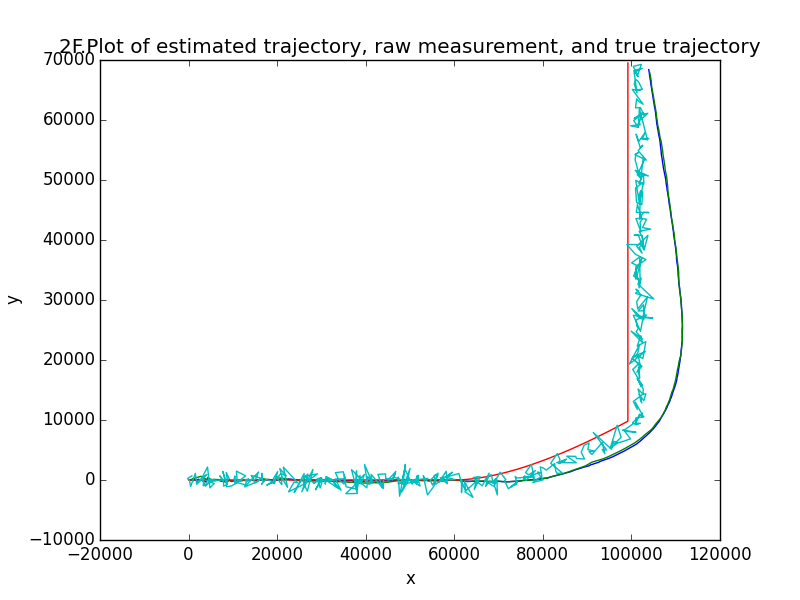 2F.Plot of estimated trajectory, raw measurement, and true trajectory
70000
60000
50000
40000
30000
20000
10000
0
−10000
−20000 0 20000 40000 60000 80000 100000 120000
y
x